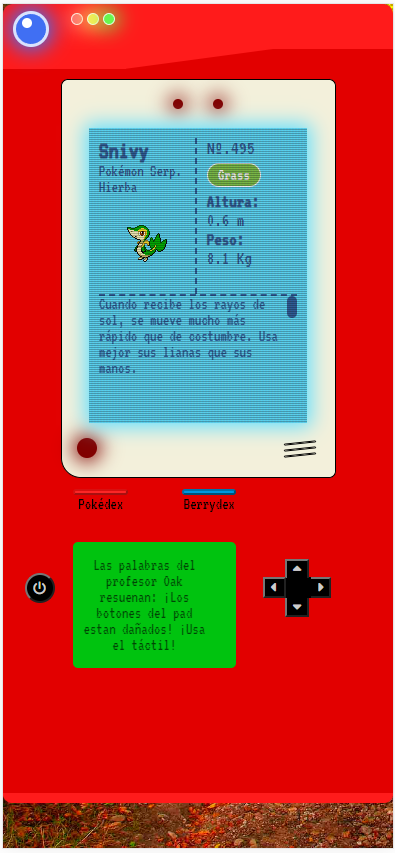 Snivy
Pokémon Serp.
Hierba
Nº.495
Grass
Altura:
0.6 m
Peso:
8.1 Kg
Cuando recibe los rayos de
sol, se mueve mucho más
rápido que de costumbre. Usa
mejor sus lianas que sus
manos.
Pokédex
Berrydex
Las palabras del
profesor Oak
resuenan: ¡Los
botones del pad
estan dañados! ¡Usa
el táctil!